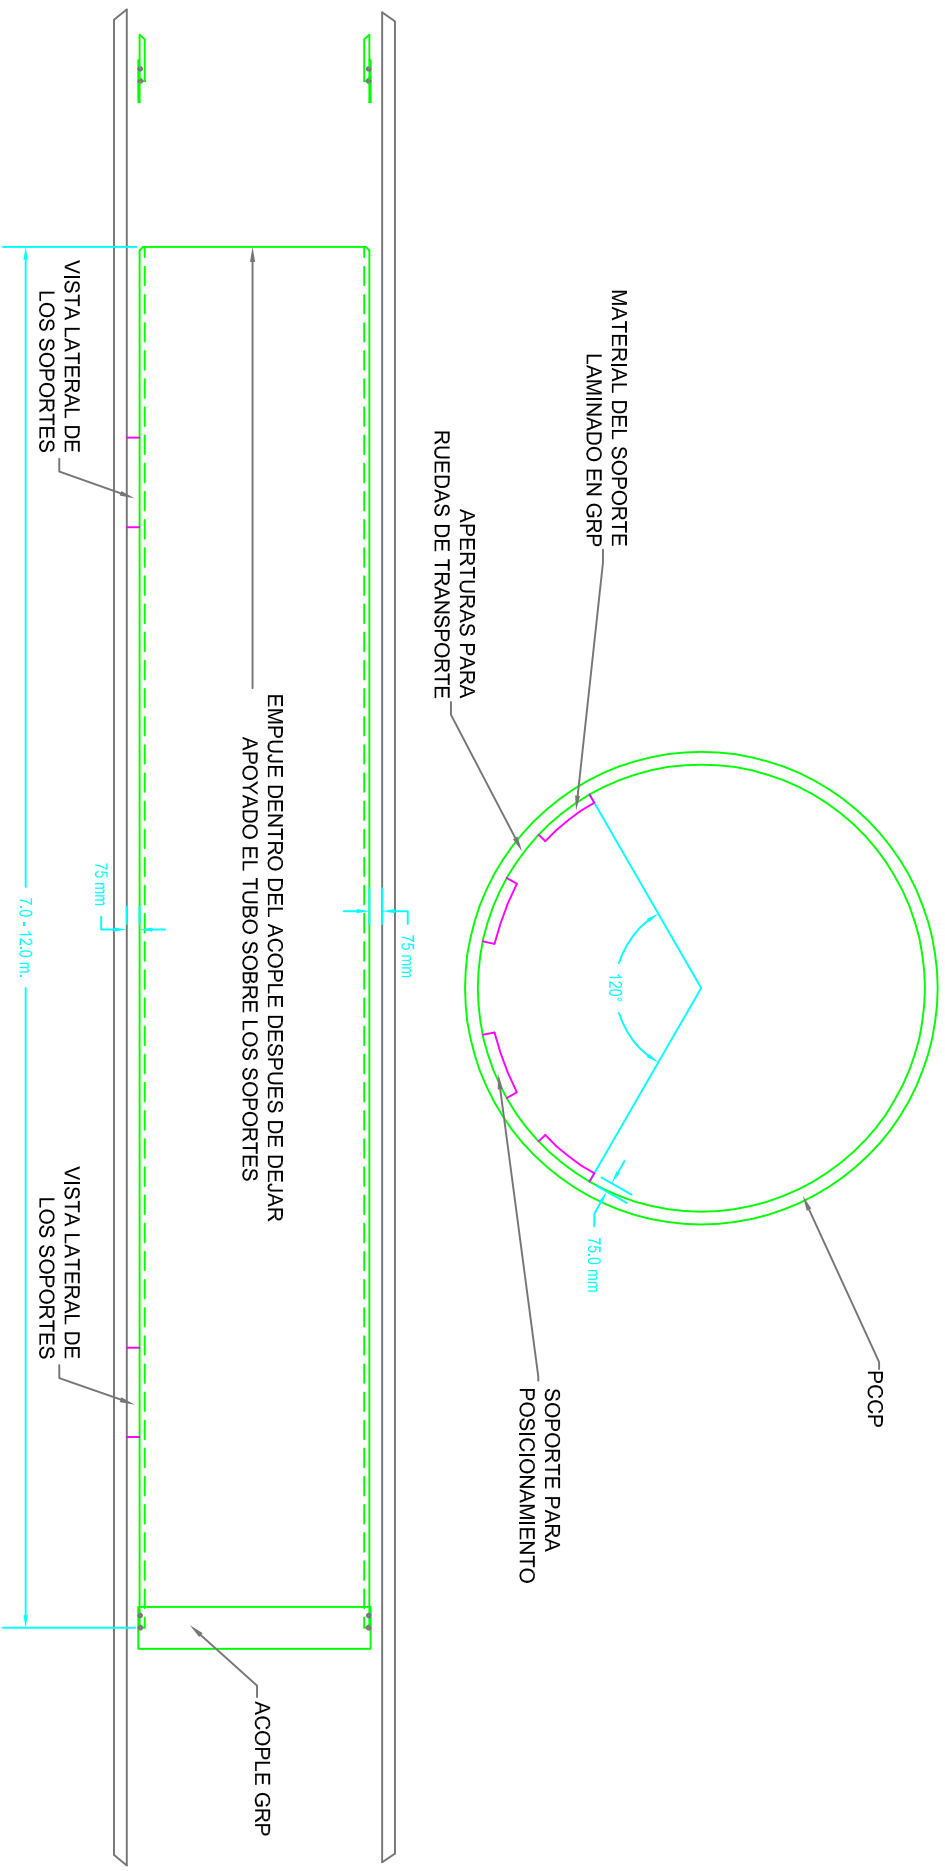 MATERIAL DEL SOPORTE
LAMINADO EN GRP
APERTURAS PARA
RUEDAS DE TRANSPORTE
120°
75.0 mm
PCCP
SOPORTE PARA
POSICIONAMIENTO
75 mm
EMPUJE DENTRO DEL ACOPLE DESPUES DE DEJAR
APOYADO EL TUBO SOBRE LOS SOPORTES
ACOPLE GRP
75 mm
VISTA LATERAL DE
LOS SOPORTES
VISTA LATERAL DE
LOS SOPORTES
7.0 - 12.0 m.